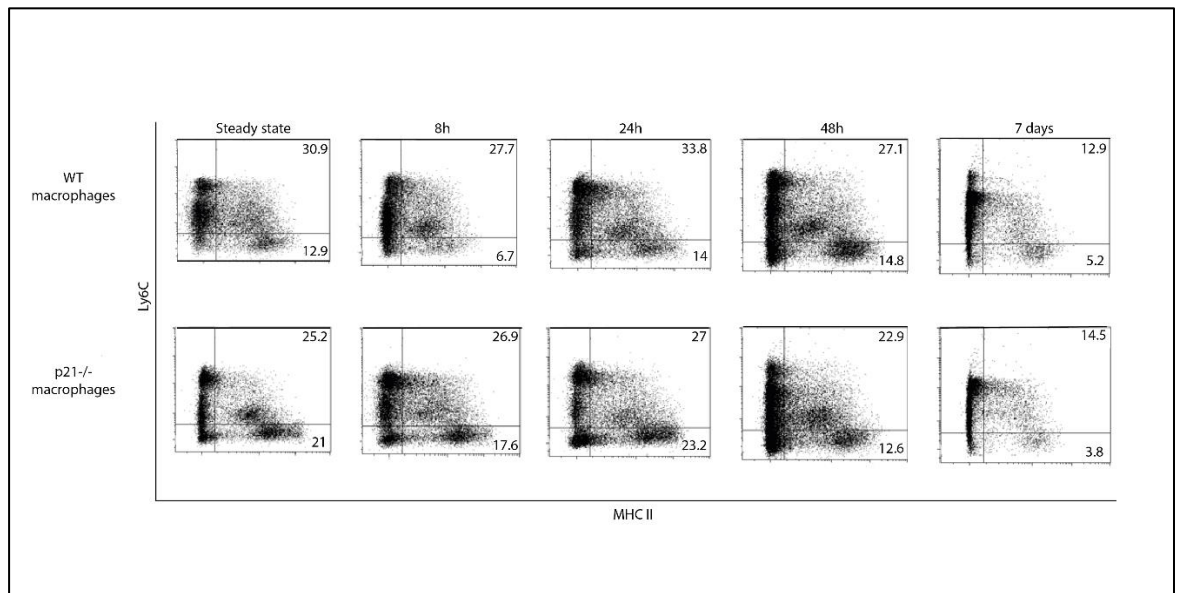 Steady state 8h 24h 48h 7 days
WT
macrophages
30.9 27.7 33.8 27.1 12.9
12.9 6.7 14 14.8 5.2
Ly6C
p21-/-
macrophages
25.2 26.9 27 22.9 14.5
21 17.6 23.2 12.6 3.8
MHC II